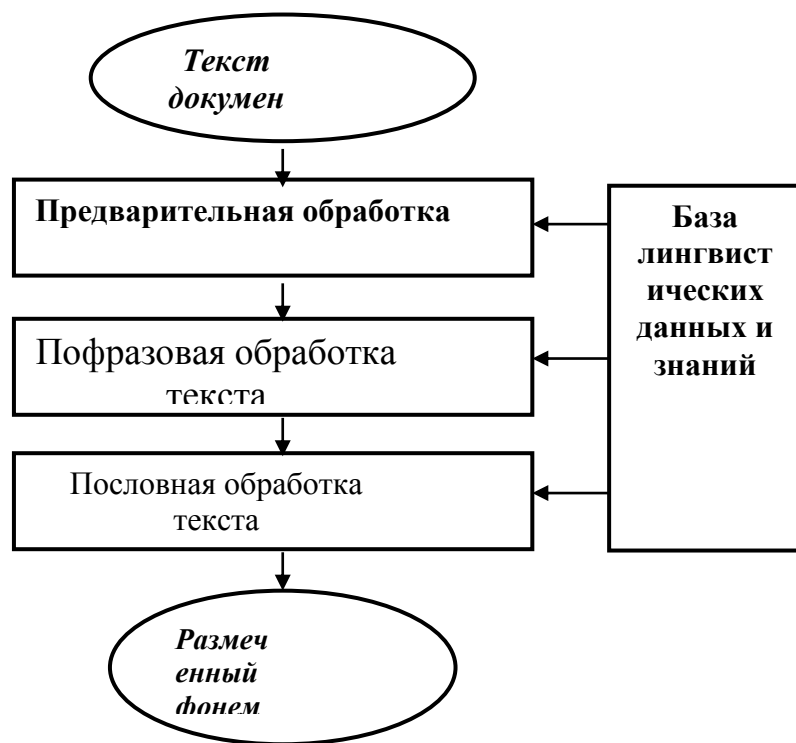 Текст
докумен
Предварительная обработка
База
лингвист
ических
данных и
знаний
Пофразовая обработка
текста
Пословная обработка
текста
Размеч
енный
фонем